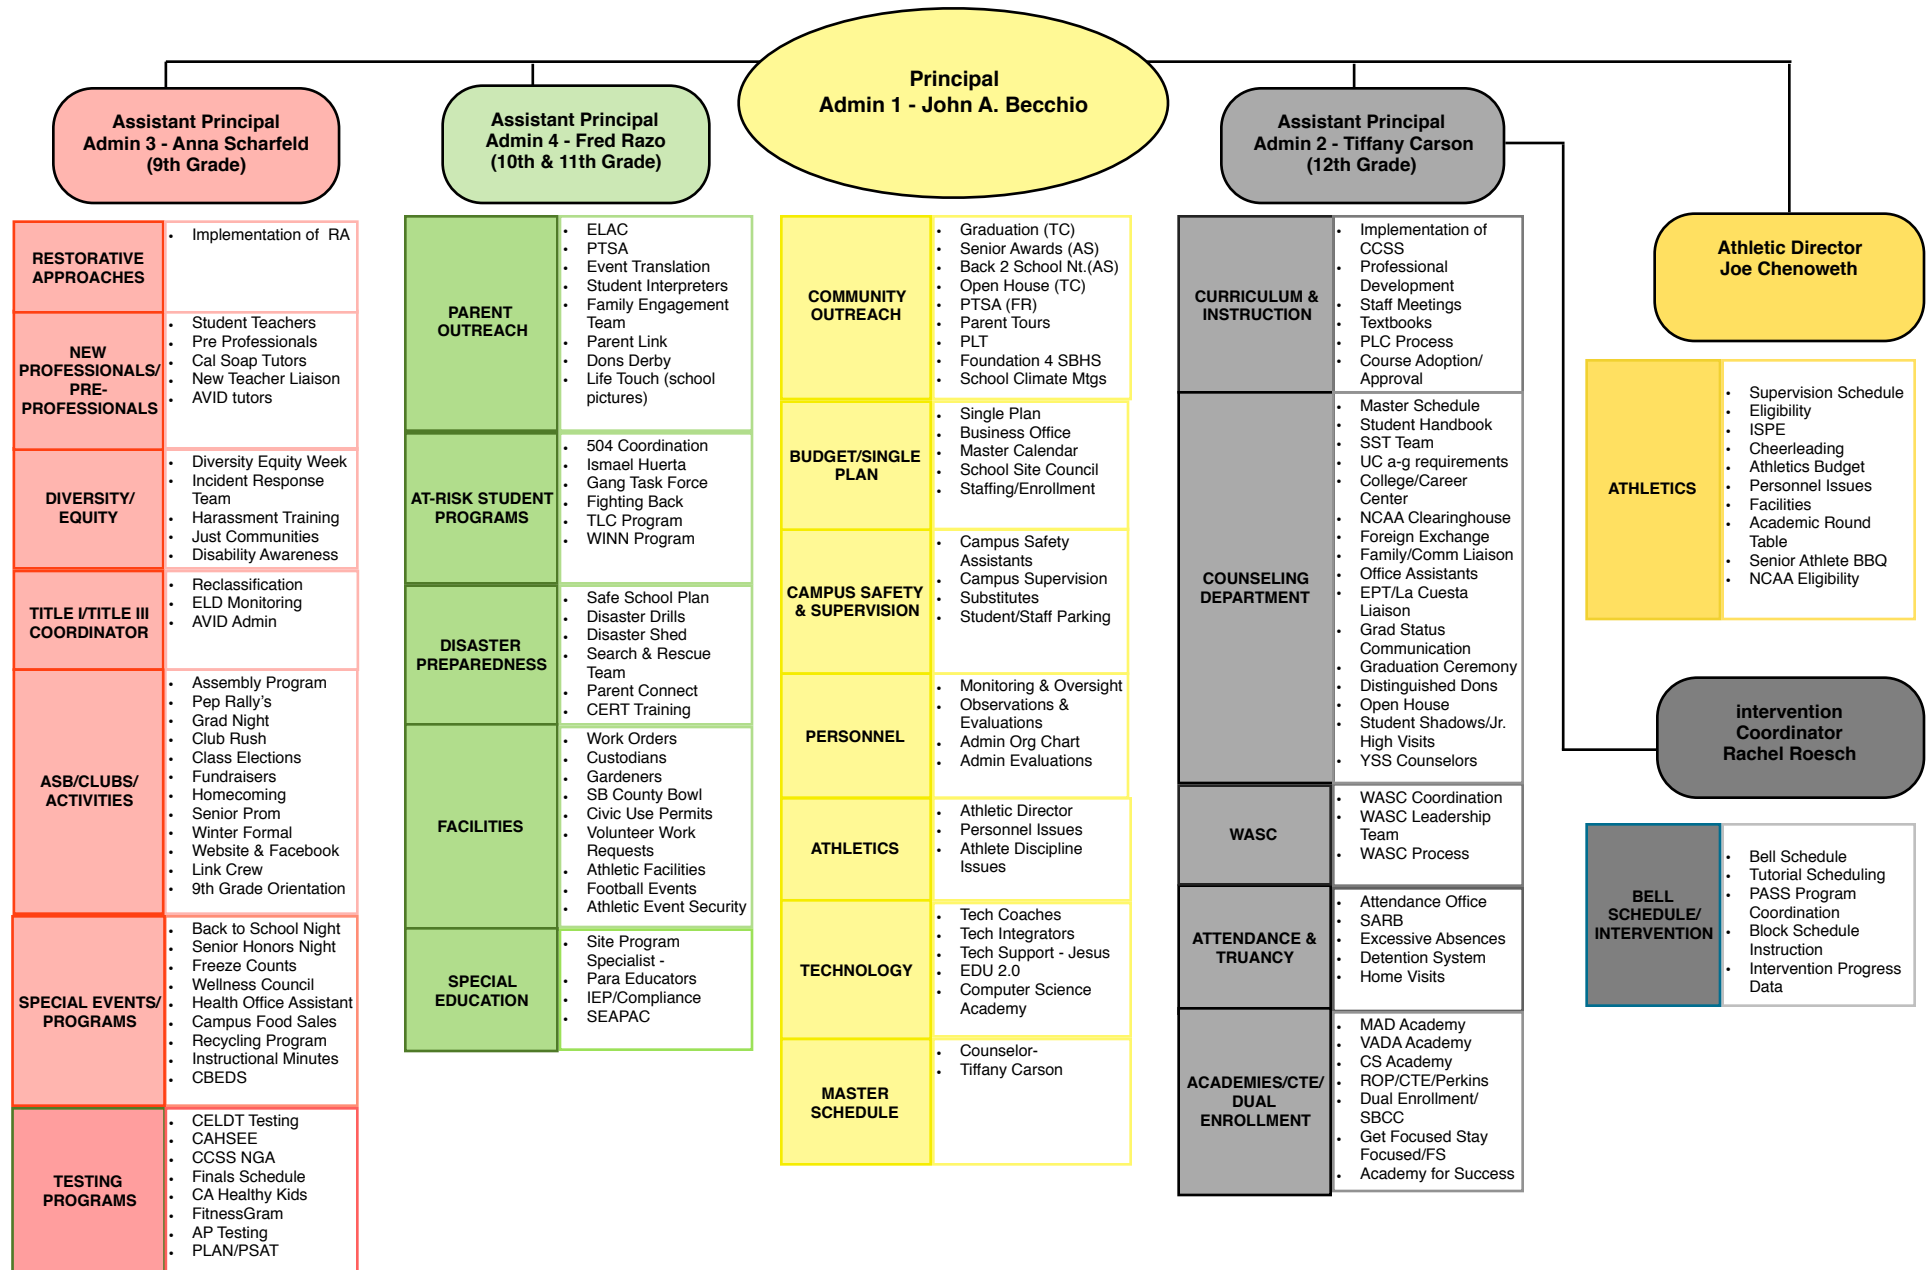 Principal
Admin 1 - John A. Becchio
Assistant Principal
Admin 3 - Anna Scharfeld
(9th Grade)
Assistant Principal
Admin 4 - Fred Razo
(10th & 11th Grade)
Assistant Principal
Admin 2 - Tiffany Carson
(12th Grade)
Athletic Director
Joe Chenoweth
intervention
Coordinator
Rachel Roesch
RESTORATIVE
APPROACHES
• Implementation of  RA
NEW
PROFESSIONALS/
PRE-
PROFESSIONALS
• Student Teachers
• Pre Professionals
• Cal Soap Tutors
• New Teacher Liaison
• AVID tutors
DIVERSITY/
EQUITY
• Diversity Equity Week
• Incident Response
Team
• Harassment Training
• Just Communities
• Disability Awareness
TITLE I/TITLE III
COORDINATOR
• Reclassification
• ELD Monitoring
• AVID Admin
ASB/CLUBS/
ACTIVITIES
• Assembly Program
• Pep Rally's
• Grad Night
• Club Rush
• Class Elections
• Fundraisers
• Homecoming
• Senior Prom
• Winter Formal
• Website & Facebook
• Link Crew
• 9th Grade Orientation
SPECIAL EVENTS/
PROGRAMS
• Back to School Night
• Senior Honors Night
• Freeze Counts
• Wellness Council
• Health Office Assistant
• Campus Food Sales
• Recycling Program
• Instructional Minutes
• CBEDS
TESTING
PROGRAMS
• CELDT Testing
• CAHSEE
• CCSS NGA
• Finals Schedule
• CA Healthy Kids
• FitnessGram
• AP Testing
• PLAN/PSAT
PARENT
OUTREACH
• ELAC
• PTSA
• Event Translation
• Student Interpreters
• Family Engagement
Team
• Parent Link
• Dons Derby
• Life Touch (school
pictures)
AT-RISK STUDENT
PROGRAMS
• 504 Coordination
• Ismael Huerta
• Gang Task Force
• Fighting Back
• TLC Program
• WINN Program
DISASTER
PREPAREDNESS
• Safe School Plan
• Disaster Drills
• Disaster Shed
• Search & Rescue
Team
• Parent Connect
• CERT Training
FACILITIES
• Work Orders
• Custodians
• Gardeners
• SB County Bowl
• Civic Use Permits
• Volunteer Work
Requests
• Athletic Facilities
• Football Events
• Athletic Event Security
SPECIAL
EDUCATION
• Site Program
Specialist -
• Para Educators
• IEP/Compliance
• SEAPAC
COMMUNITY
OUTREACH
• Graduation (TC)
• Senior Awards (AS)
• Back 2 School Nt.(AS)
• Open House (TC)
• PTSA (FR)
• Parent Tours
• PLT
• Foundation 4 SBHS
• School Climate Mtgs
BUDGET/SINGLE
PLAN
• Single Plan
• Business Office
• Master Calendar
• School Site Council
• Staffing/Enrollment
CAMPUS SAFETY
& SUPERVISION
• Campus Safety
Assistants
• Campus Supervision
• Substitutes
• Student/Staff Parking
PERSONNEL
• Monitoring & Oversight
• Observations &
Evaluations
• Admin Org Chart
• Admin Evaluations
ATHLETICS
• Athletic Director
• Personnel Issues
• Athlete Discipline
Issues
TECHNOLOGY
• Tech Coaches
• Tech Integrators
• Tech Support - Jesus
• EDU 2.0
• Computer Science
Academy
MASTER
SCHEDULE
• Counselor-
• Tiffany Carson
CURRICULUM &
INSTRUCTION
• Implementation of
CCSS
• Professional
Development
• Staff Meetings
• Textbooks
• PLC Process
• Course Adoption/
Approval
COUNSELING
DEPARTMENT
• Master Schedule
• Student Handbook
• SST Team
• UC a-g requirements
• College/Career
Center
• NCAA Clearinghouse
• Foreign Exchange
• Family/Comm Liaison
• Office Assistants
• EPT/La Cuesta
Liaison
• Grad Status
Communication
• Graduation Ceremony
• Distinguished Dons
• Open House
• Student Shadows/Jr.
High Visits
• YSS Counselors
WASC
• WASC Coordination
• WASC Leadership
Team
• WASC Process
ATTENDANCE &
TRUANCY
• Attendance Office
• SARB
• Excessive Absences
• Detention System
• Home Visits
ACADEMIES/CTE/
DUAL
ENROLLMENT
• MAD Academy
• VADA Academy
• CS Academy
• ROP/CTE/Perkins
• Dual Enrollment/
SBCC
• Get Focused Stay
Focused/FS
• Academy for Success
ATHLETICS
• Supervision Schedule
• Eligibility
• ISPE
• Cheerleading
• Athletics Budget
• Personnel Issues
• Facilities
• Academic Round
Table
• Senior Athlete BBQ
• NCAA Eligibility
BELL
SCHEDULE/
INTERVENTION
• Bell Schedule
• Tutorial Scheduling
• PASS Program
Coordination
• Block Schedule
Instruction
• Intervention Progress
Data